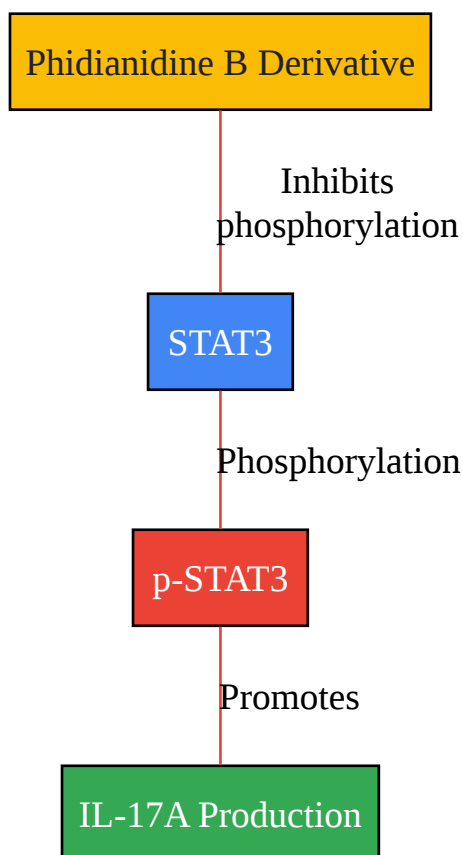 Phidianidine B Derivative
Inhibits
phosphorylation
STAT3
Phosphorylation
p-STAT3
Promotes
IL-17A Production